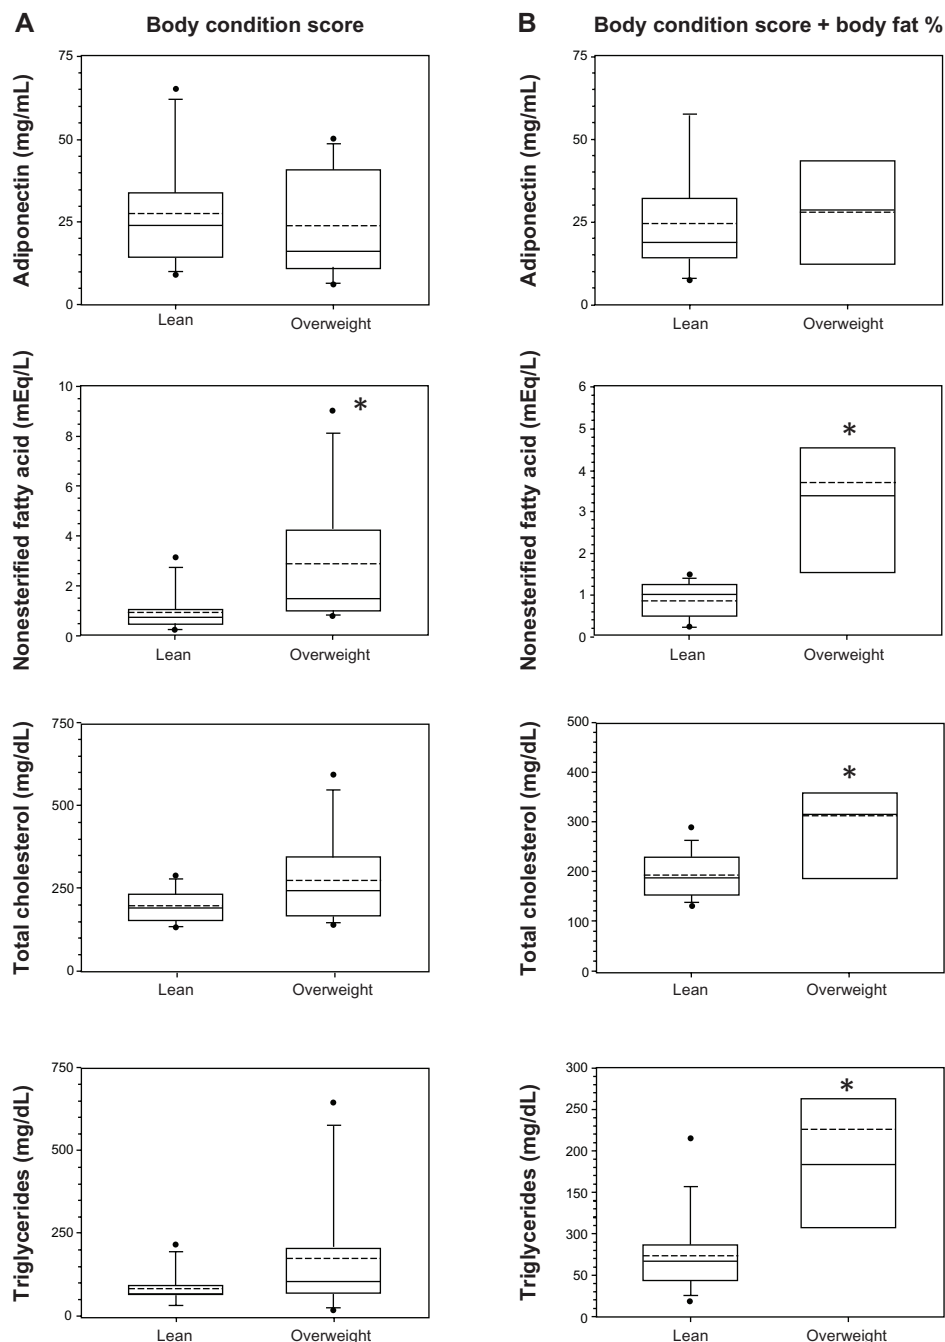 A Body condition score
Adiponectin (mg/mL)
75
50
25
0
Lean Overweight
Nonesterified fatty acid (mEq/L)
10
8
6
4
2
0
*
Lean Overweight
Total cholesterol (mg/dL)
750
500
250
0
Lean Overweight
Triglycerides (mg/dL)
750
500
250
0
Lean Overweight
B Body condition score + body fat %
Adiponectin (mg/mL)
75
50
25
0
Lean Overweight
Nonesterified fatty acid (mEq/L)
6
5
4
3
2
1
0
*
Lean Overweight
Total cholesterol (mg/dL)
500
400
300
200
100
0
*
Lean Overweight
Triglycerides (mg/dL)
300
250
200
150
300
50
0
*
Lean Overweight